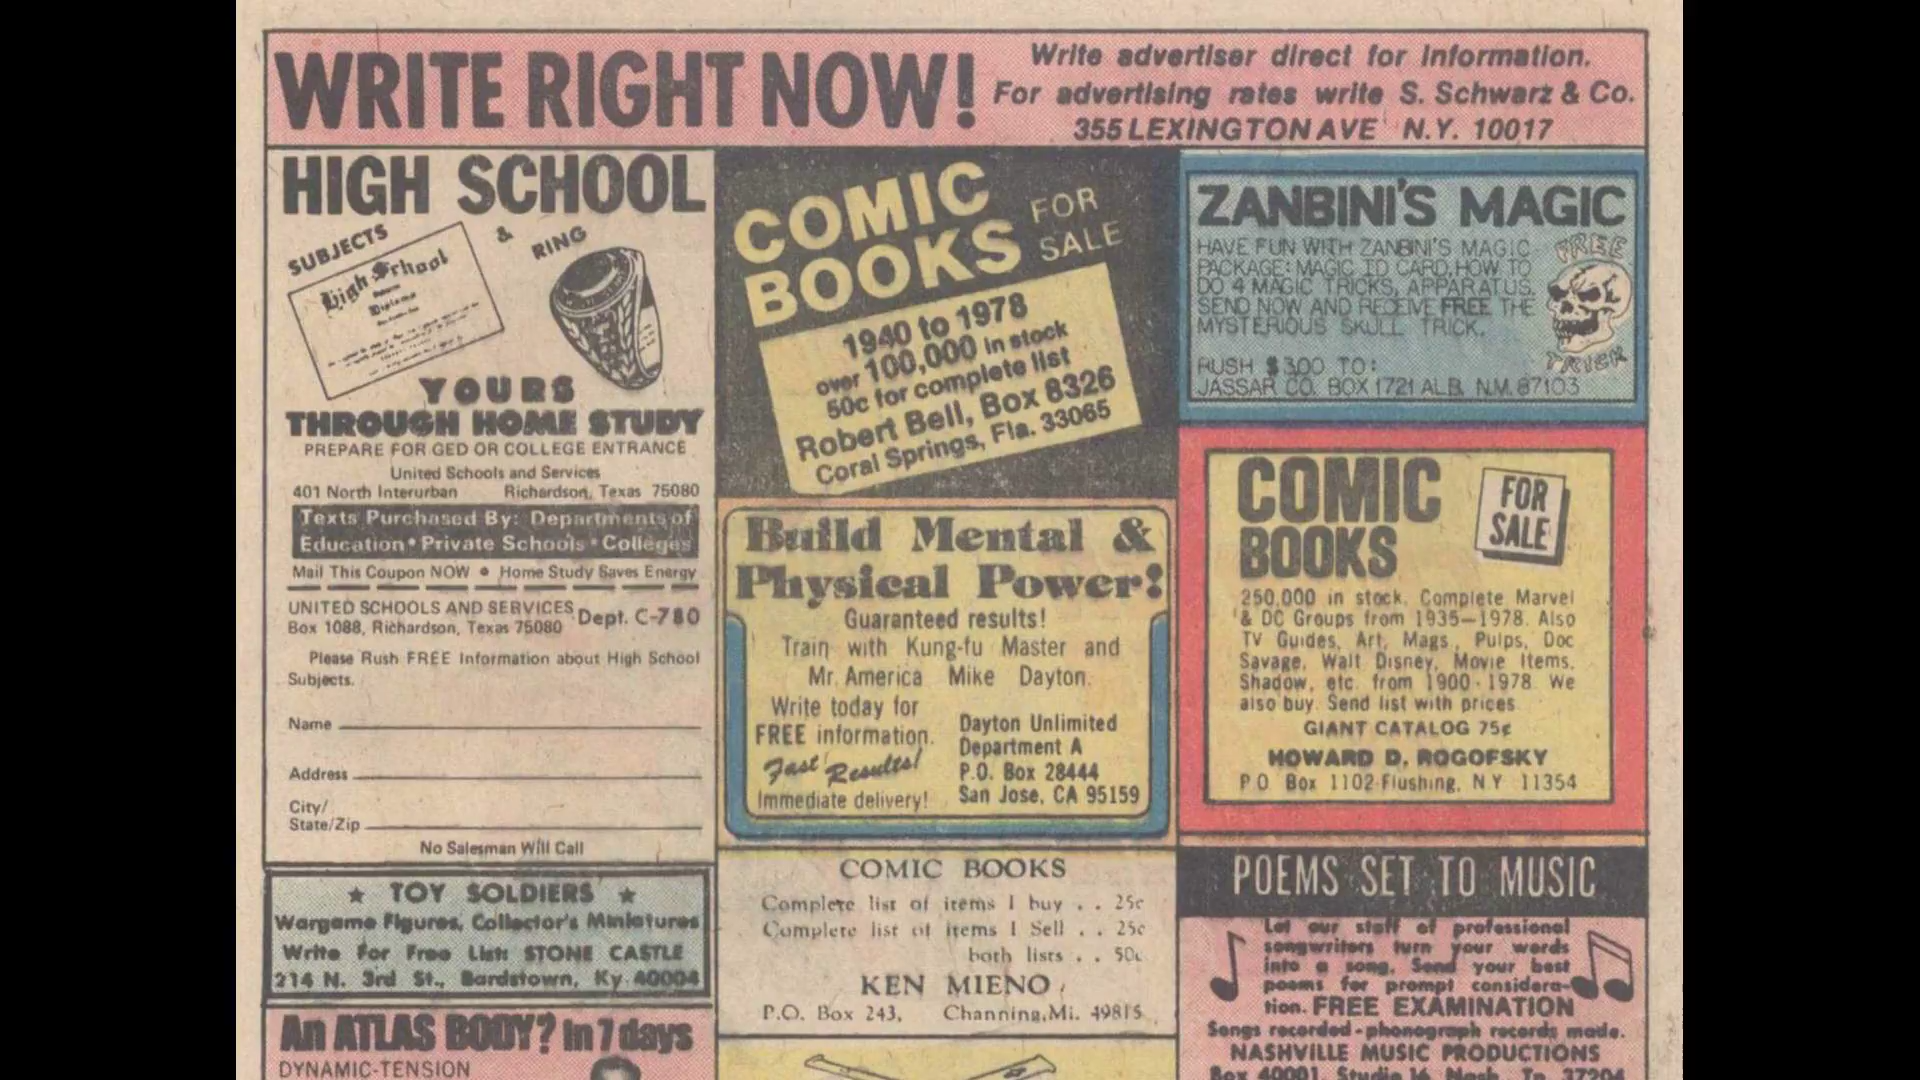 WRITE RIGHT NOW!
Write advertiser direct for information.
For advertising rates write S. Schwarz & Co.
355 LEXINGTON AVE N.Y. 10017
HIGH SCHOOL
SUBJECTS & RING
High School
Diploma
YOURS
THROUGH HOME STUDY
PREPARE FOR GED OR COLLEGE ENTRANCE
United Schools and Services
401 North Interurban Richardson, Texas 75080
Texts Purchased By: Departments of
Education • Private Schools • Colleges
Mail This Coupon NOW • Home Study Saves Energy
UNITED SCHOOLS AND SERVICES Dept. C-780
Box 1088, Richardson, Texas 75080
Please Rush FREE Information about High School
Subjects.
Name
Address
City/
State/Zip
No Salesman Will Call
★ TOY SOLDIERS ★
Wargame Figures, Collector's Miniatures
Write for Free List: STONE CASTLE
214 N. 3rd St., Bardstown, Ky 40004
An ATLAS BODY? In 7 days
DYNAMIC-TENSION
COMIC
BOOKS
FOR
SALE
1940 to 1978
over 100,000 in stock
50c for complete list
Robert Bell, Box 8326
Coral Springs, Fla. 33065
Build Mental &
Physical Power!
Guaranteed results!
Train with Kung-fu Master and
Mr. America Mike Dayton.
Write today for
FREE information.
Fast Results!
Immediate delivery!
Dayton Unlimited
Department A
P.O. Box 28444
San Jose, CA 95159
COMIC BOOKS
Complete list of items I buy . . 25c
Complete list of items I Sell . . 25c
both lists . . 50c
KEN MIENO
P.O. Box 243, Channing, Mi. 49815
ZANBINI'S MAGIC
HAVE FUN WITH ZANBINI'S MAGIC
PACKAGE: MAGIC ID CARD, HOW TO
DO 4 MAGIC TRICKS, APPARATUS.
SEND NOW AND RECEIVE FREE THE
MYSTERIOUS SKULL TRICK.
RUSH $3.00 TO:
JASSAR CO. BOX 1721 ALB. N.M. 87103
FREE
TRICK
COMIC
BOOKS
FOR
SALE
250,000 in stock. Complete Marvel
& DC Groups from 1935—1978. Also
TV Guides, Art, Mags, Pulps, Doc
Savage, Walt Disney, Movie Items,
Shadow, etc. from 1900-1978. We
also buy. Send list with prices.
GIANT CATALOG 75¢
HOWARD D. ROGOFSKY
P O Box 1102 Flushing, N.Y 11354
POEMS SET TO MUSIC
Let our staff of professional
songwriters turn your words
into a song. Send your best
poems for prompt considera-
tion. FREE EXAMINATION
Songs recorded - phonograph records made.
NASHVILLE MUSIC PRODUCTIONS
Box 40001, Studio 16, Nash., Tn. 37204